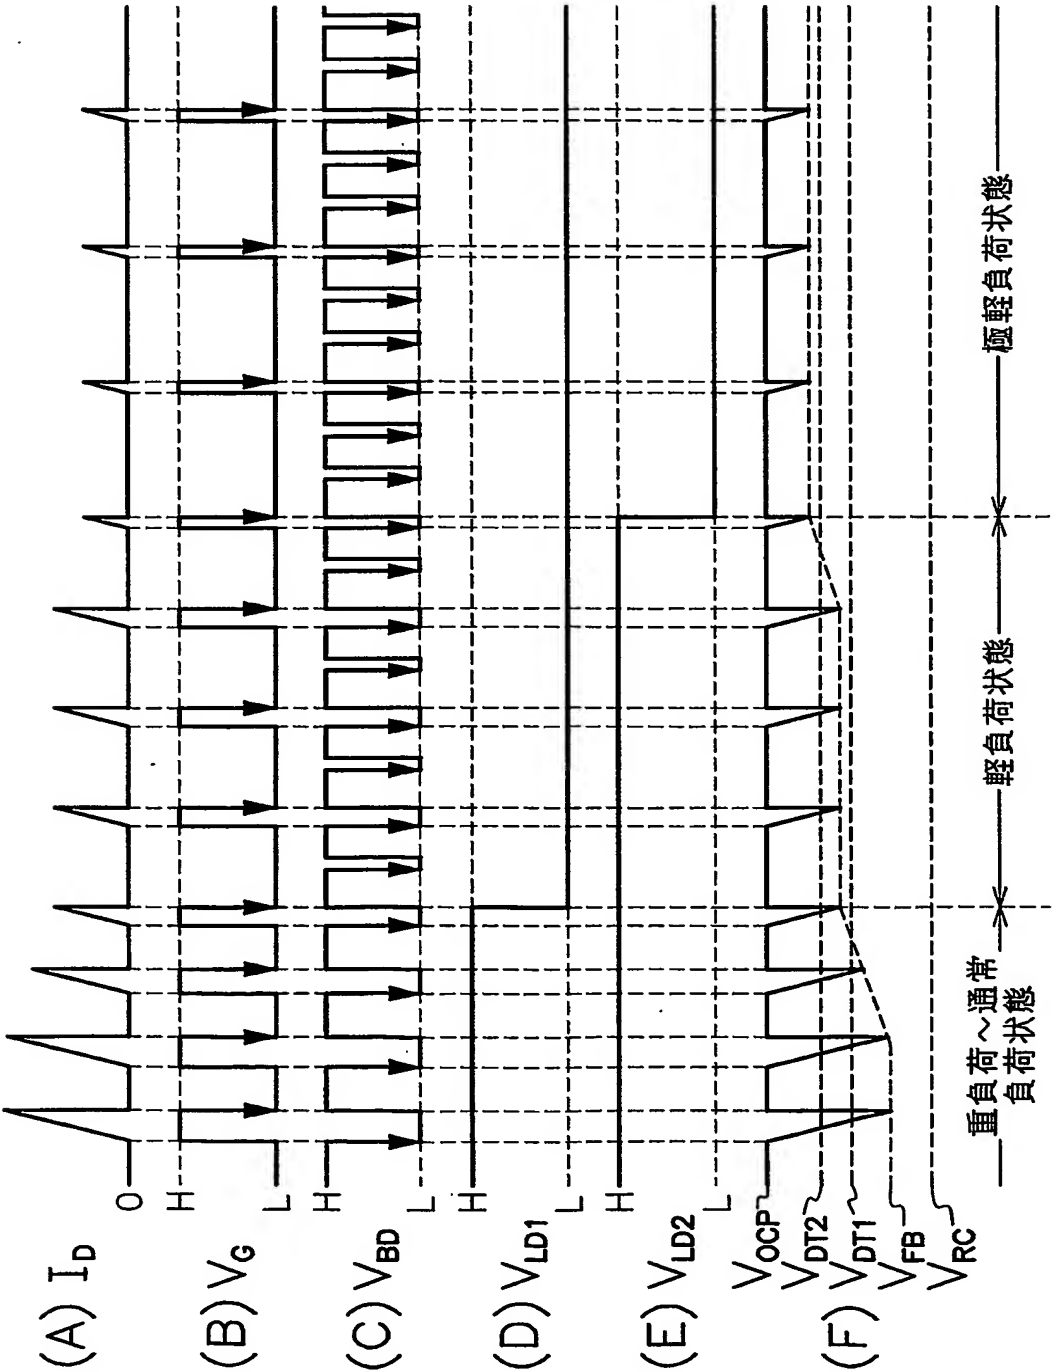 (A) I_D
0
(B) V_G
H
L
(C) V_BD
H
L
(D) V_LD1
H
L
(E) V_LD2
H
L
(F)
V_OCP
V_DT2
V_DT1
V_FB
V_RC
重負荷～通常
負荷状態
軽負荷状態
極軽負荷状態